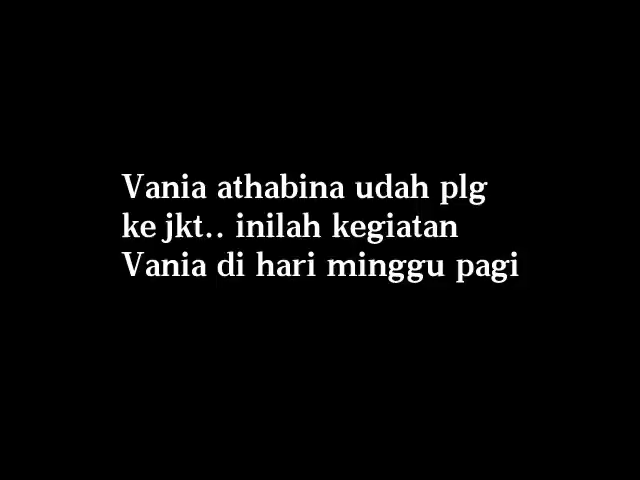 Vania athabina udah plg
ke jkt.. inilah kegiatan
Vania di hari minggu pagi